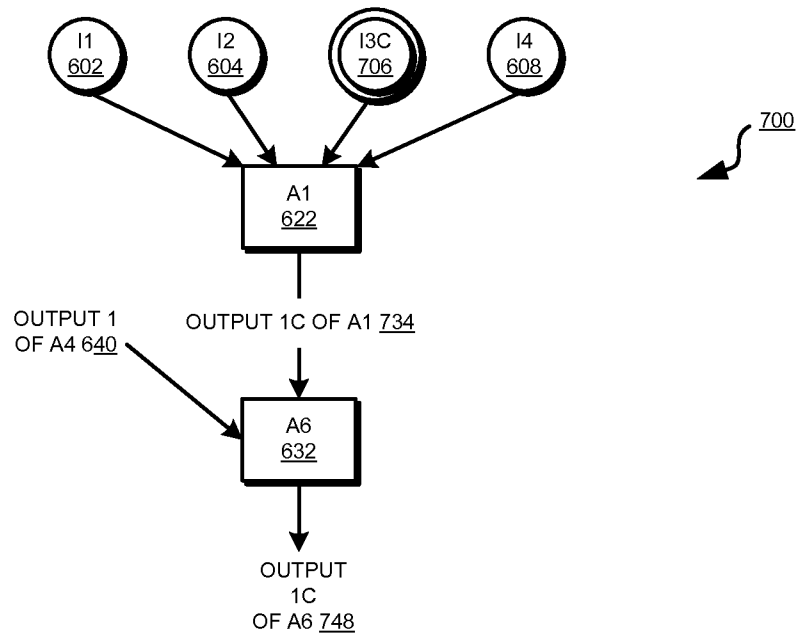 I1
602
I2
604
I3C
706
I4
608
700
A1
622
OUTPUT 1
OF A4 640
OUTPUT 1C OF A1 734
A6
632
OUTPUT
1C
OF A6 748